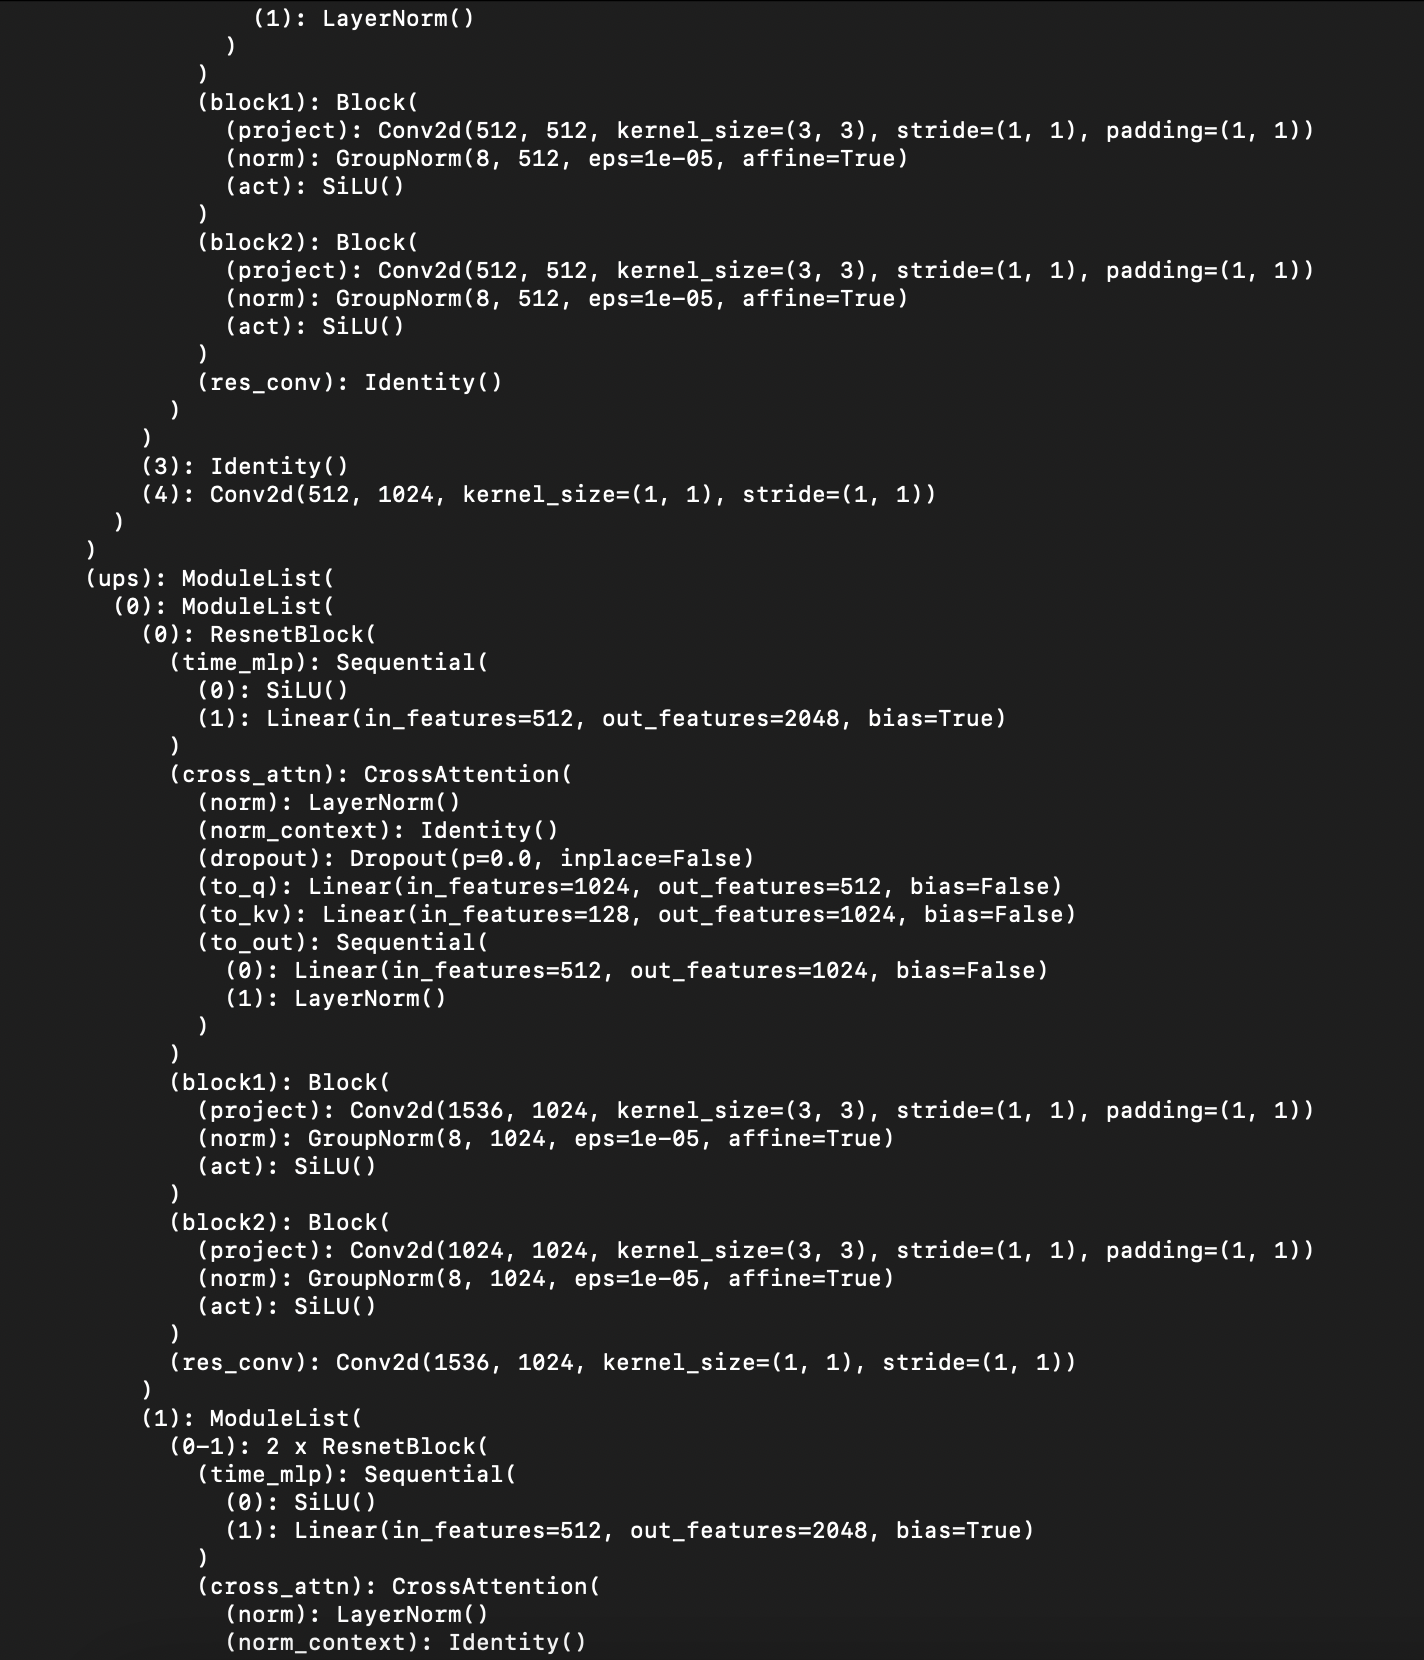 (1): LayerNorm()
)
)
(block1): Block(
(project): Conv2d(512, 512, kernel_size=(3, 3), stride=(1, 1), padding=(1, 1))
(norm): GroupNorm(8, 512, eps=1e-05, affine=True)
(act): SiLU()
)
(block2): Block(
(project): Conv2d(512, 512, kernel_size=(3, 3), stride=(1, 1), padding=(1, 1))
(norm): GroupNorm(8, 512, eps=1e-05, affine=True)
(act): SiLU()
)
(res_conv): Identity()
)
)
(3): Identity()
(4): Conv2d(512, 1024, kernel_size=(1, 1), stride=(1, 1))
)
)
(ups): ModuleList(
(0): ModuleList(
(0): ResnetBlock(
(time_mlp): Sequential(
(0): SiLU()
(1): Linear(in_features=512, out_features=2048, bias=True)
)
(cross_attn): CrossAttention(
(norm): LayerNorm()
(norm_context): Identity()
(dropout): Dropout(p=0.0, inplace=False)
(to_q): Linear(in_features=1024, out_features=512, bias=False)
(to_kv): Linear(in_features=128, out_features=1024, bias=False)
(to_out): Sequential(
(0): Linear(in_features=512, out_features=1024, bias=False)
(1): LayerNorm()
)
)
(block1): Block(
(project): Conv2d(1536, 1024, kernel_size=(3, 3), stride=(1, 1), padding=(1, 1))
(norm): GroupNorm(8, 1024, eps=1e-05, affine=True)
(act): SiLU()
)
(block2): Block(
(project): Conv2d(1024, 1024, kernel_size=(3, 3), stride=(1, 1), padding=(1, 1))
(norm): GroupNorm(8, 1024, eps=1e-05, affine=True)
(act): SiLU()
)
(res_conv): Conv2d(1536, 1024, kernel_size=(1, 1), stride=(1, 1))
)
(1): ModuleList(
(0-1): 2 x ResnetBlock(
(time_mlp): Sequential(
(0): SiLU()
(1): Linear(in_features=512, out_features=2048, bias=True)
)
(cross_attn): CrossAttention(
(norm): LayerNorm()
(norm_context): Identity()